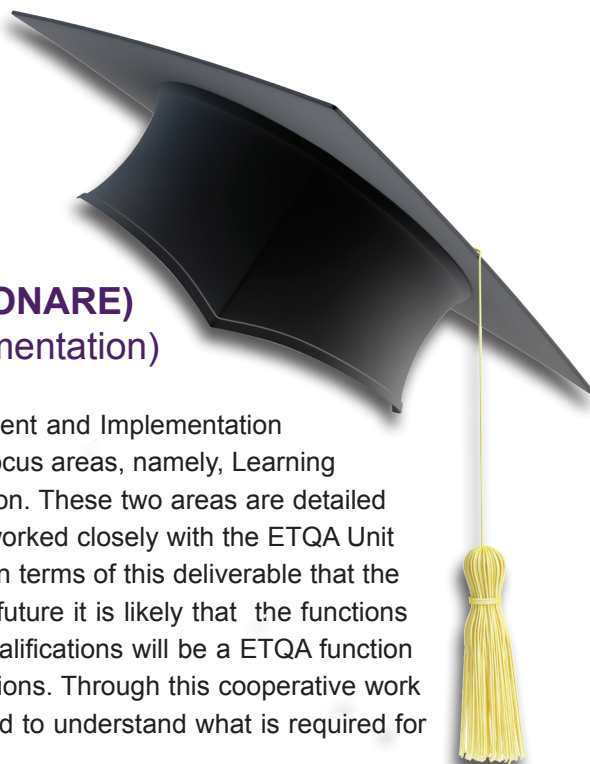 ONARE)
mentation)
ent and Implementation
ocus areas, namely, Learning
on. These two areas are detailed
worked closely with the ETQA Unit
n terms of this deliverable that the
future it is likely that the functions
alifications will be a ETQA function
ions. Through this cooperative work
d to understand what is required for